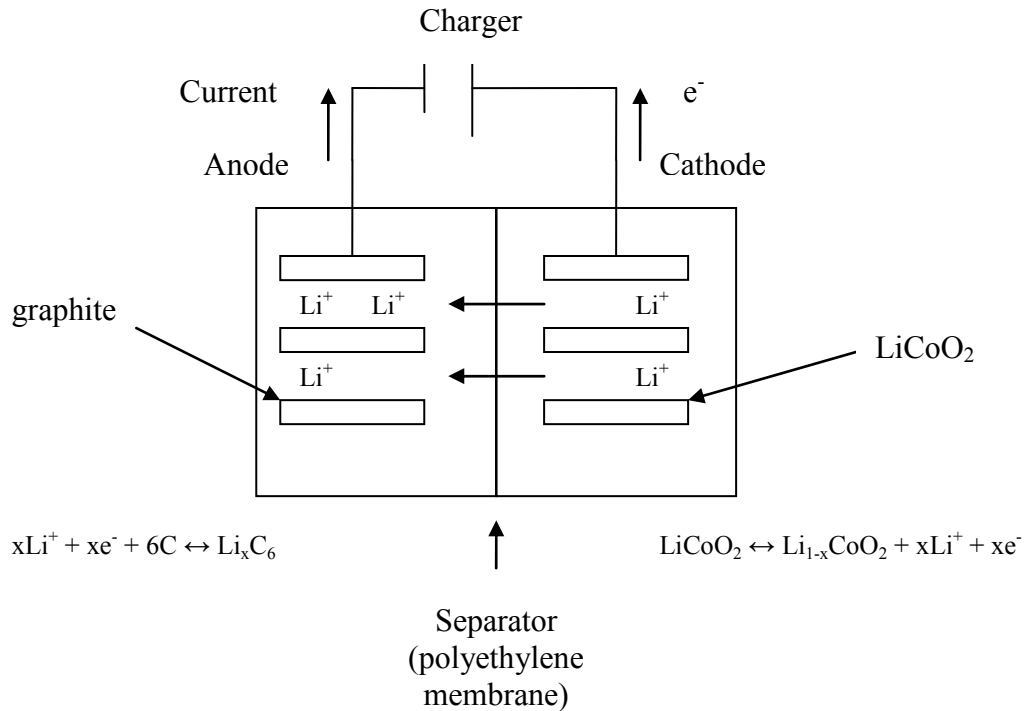 Charger
Current
e⁻
Anode
Cathode
Li⁺ Li⁺
Li⁺
graphite
LiCoO₂
Li⁺
Li⁺
xLi⁺ + xe⁻ + 6C ↔ LiₓC₆
LiCoO₂ ↔ Li₁₋ₓCoO₂ + xLi⁺ + xe⁻
Separator
(polyethylene
membrane)